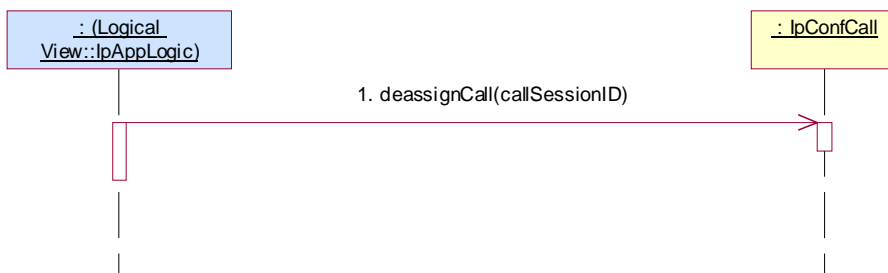 : (Logical
View::IpAppLogic)
: IpConfCall
1. deassignCall(callSessionID)